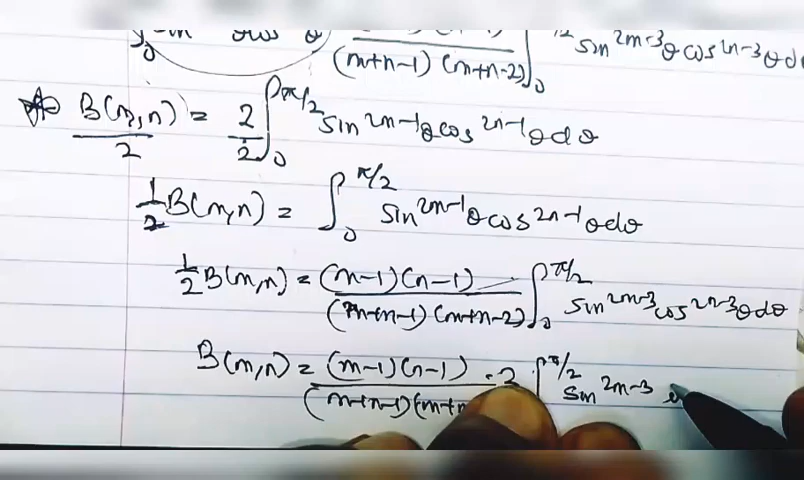 (m+n-1) (m+n-2) ∫₀ sin^{2m-3}θ cos^{2n-3}θ dθ
B(m,n)/2 = 2/2 ∫₀^{π/2} sin^{2m-1}θ cos^{2n-1}θ dθ
1/2 B(m,n) = ∫₀^{π/2} sin^{2m-1}θ cos^{2n-1}θ dθ
1/2 B(m,n) = (m-1)(n-1) / (m+n-1)(m+n-2) ∫₀^{π/2} sin^{2m-3} cos^{2n-3}θ dθ
B(m,n) = (m-1)(n-1) / (m+n-1)(m+n · 2 ∫^{π/2} sin^{2m-3}